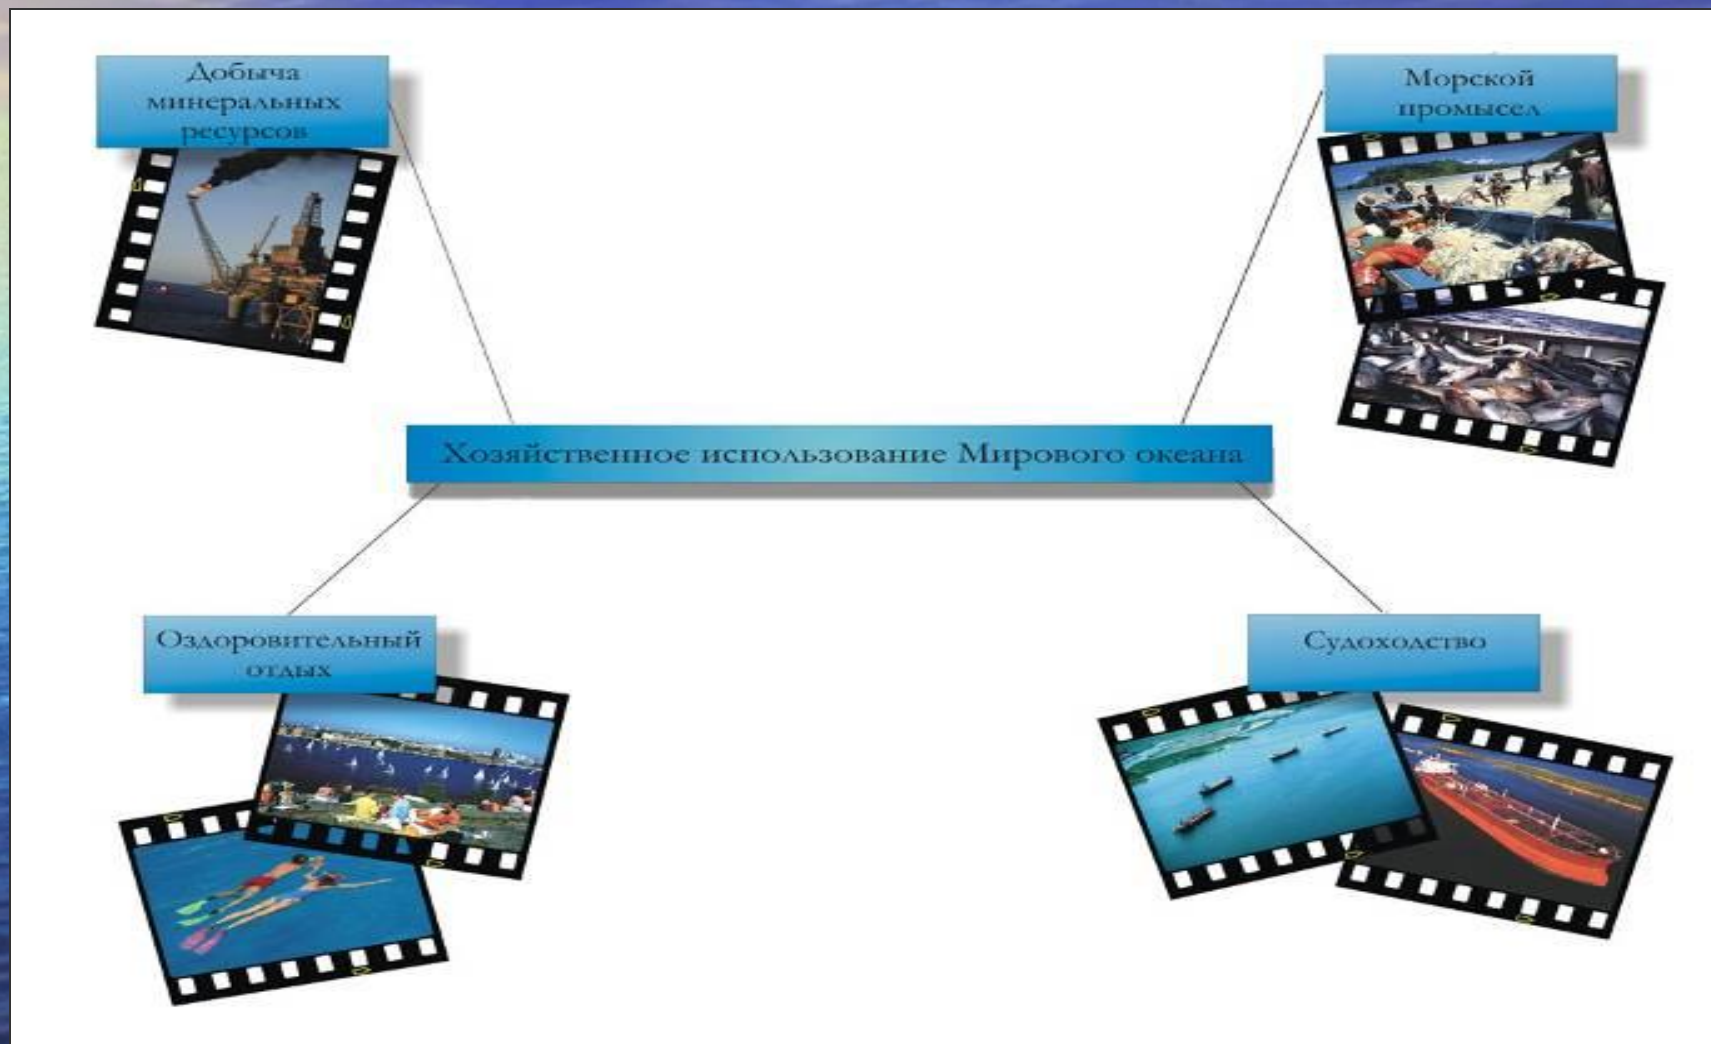 Добыча
минеральных
ресурсов
Морской
промысел
Хозяйственное использование Мирового океана
Оздоровительный
отдых
Судоходство